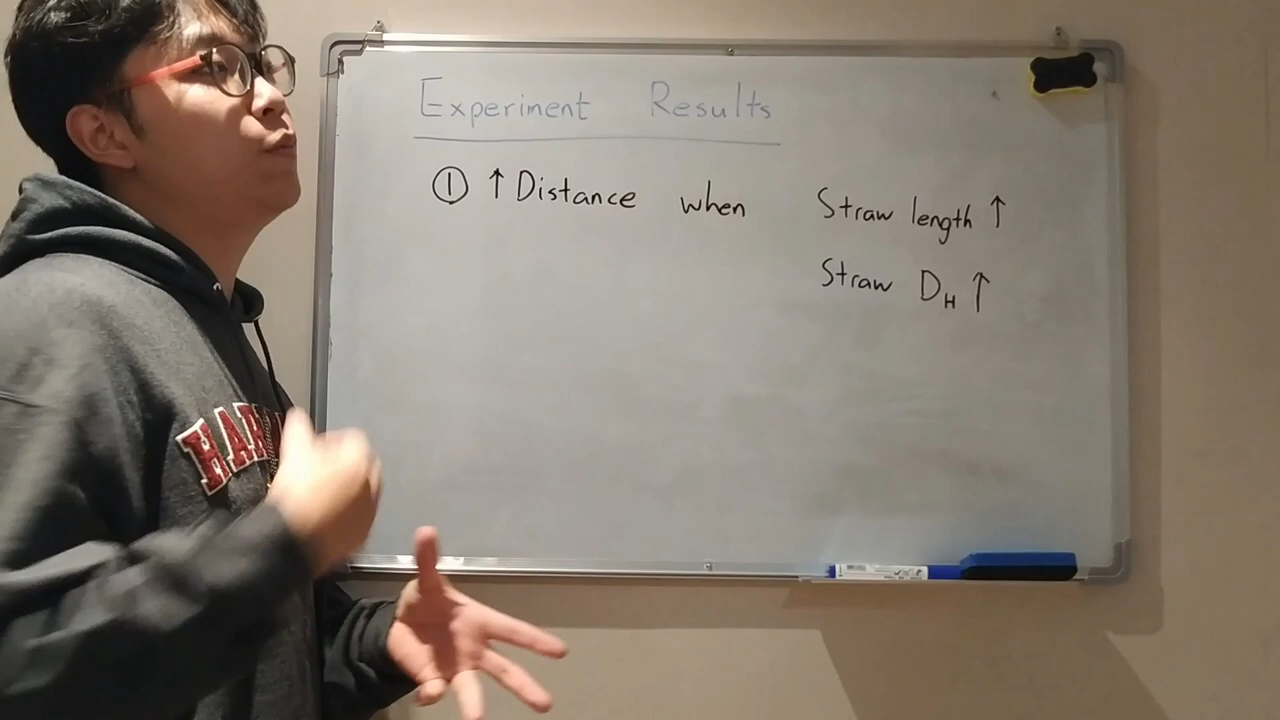 Experiment Results
① ↑ Distance when Straw length ↑
Straw D_H ↑